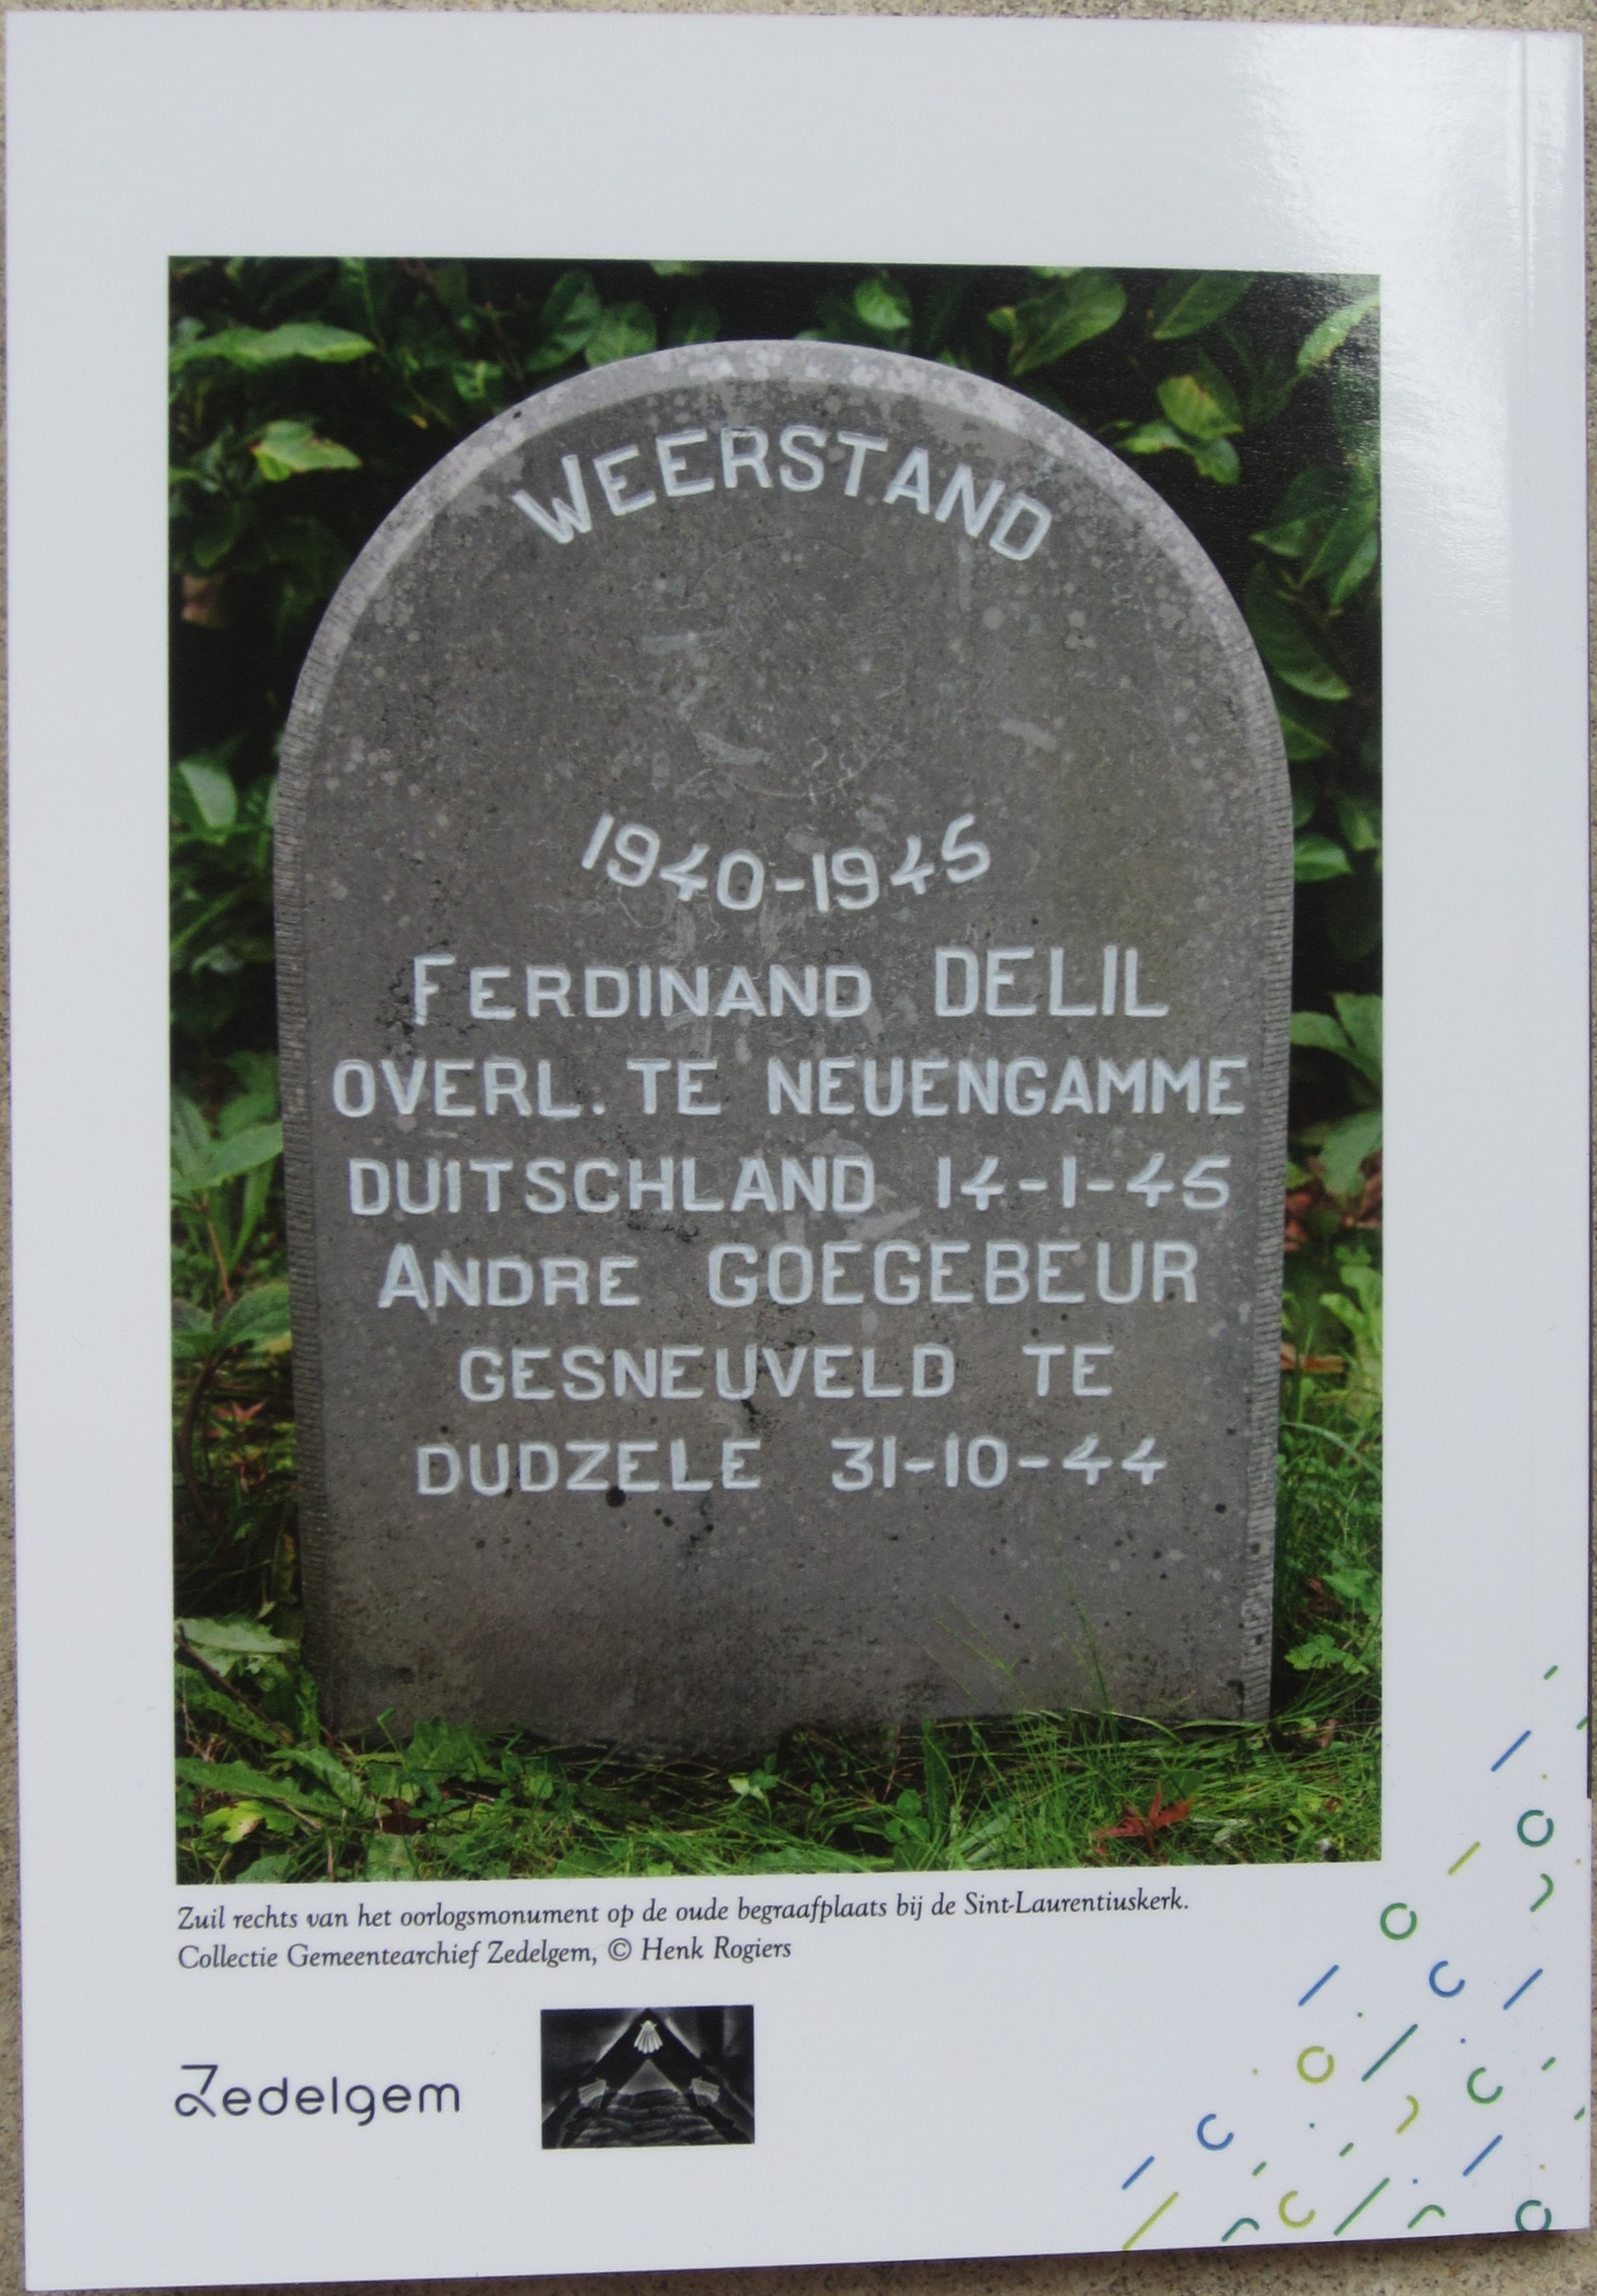 WEERSTAND
1940-1945
FERDINAND DELIL
OVERL. TE NEUENGAMME
DUITSCHLAND 14-1-45
ANDRE GOEGEBEUR
GESNEUVELD TE
DUDZELE 31-10-44
Zuil rechts van het oorlogsmonument op de oude begraafplaats bij de Sint-Laurentiuskerk.
Collectie Gemeentearchief Zedelgem, © Henk Rogiers
Zedelgem